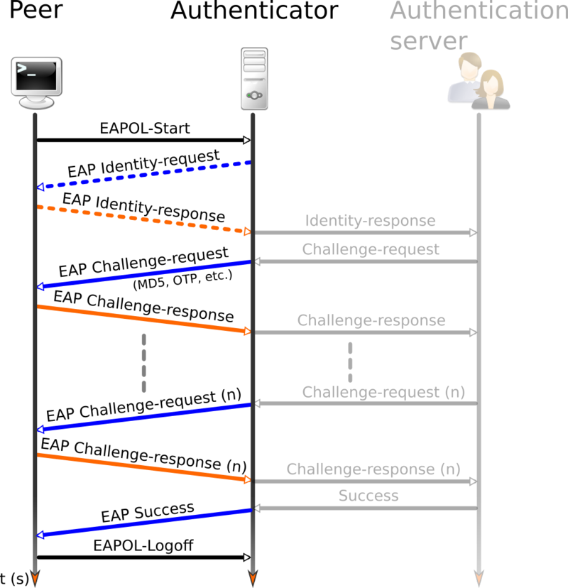 Peer
Authenticator
Authentication
server
>_
EAPOL-Start
EAP Identity-request
EAP Identity-response
Identity-response
Challenge-request
EAP Challenge-request
(MD5, OTP, etc.)
EAP Challenge-response
Challenge-response
Challenge-request (n)
EAP Challenge-request (n)
EAP Challenge-response (n)
Challenge-response (n)
Success
EAP Success
EAPOL-Logoff
t (s)